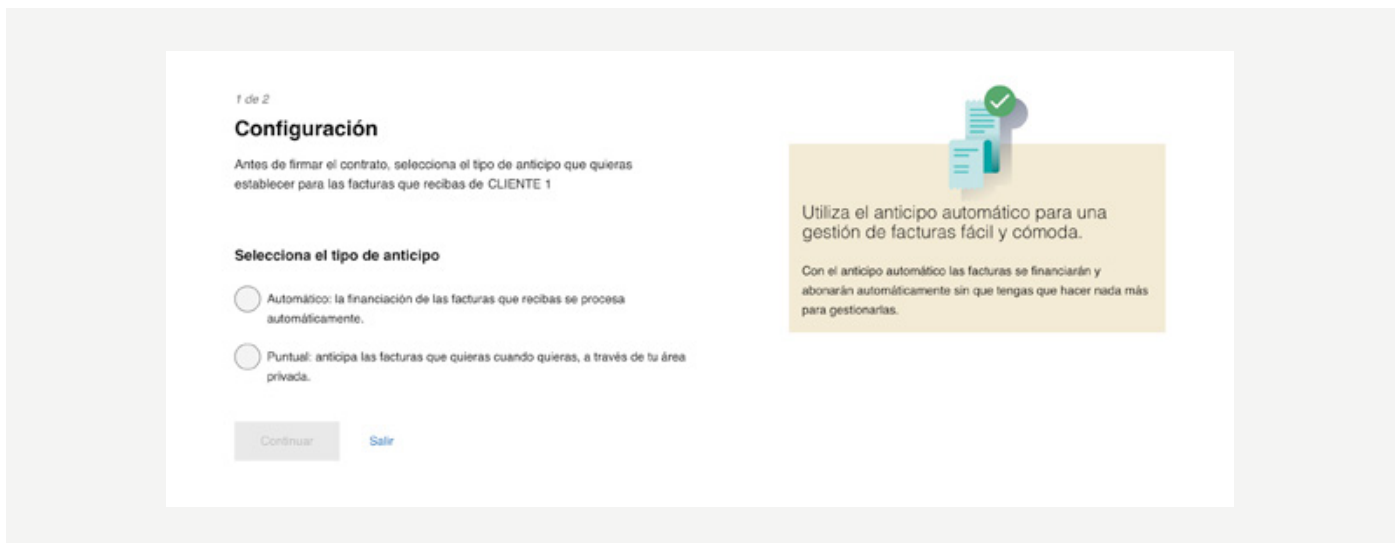 1 de 2
Configuración
Antes de firmar el contrato, selecciona el tipo de anticipo que quieras
establecer para las facturas que recibas de CLIENTE 1
Selecciona el tipo de anticipo
Automático: la financiación de las facturas que recibas se procesa
automáticamente.
Puntual: anticipa las facturas que quieras cuando quieras, a través de tu área
privada.
Continuar
Salir
Utiliza el anticipo automático para una
gestión de facturas fácil y cómoda.
Con el anticipo automático las facturas se financiarán y
abonarán automáticamente sin que tengas que hacer nada más
para gestionarlas.